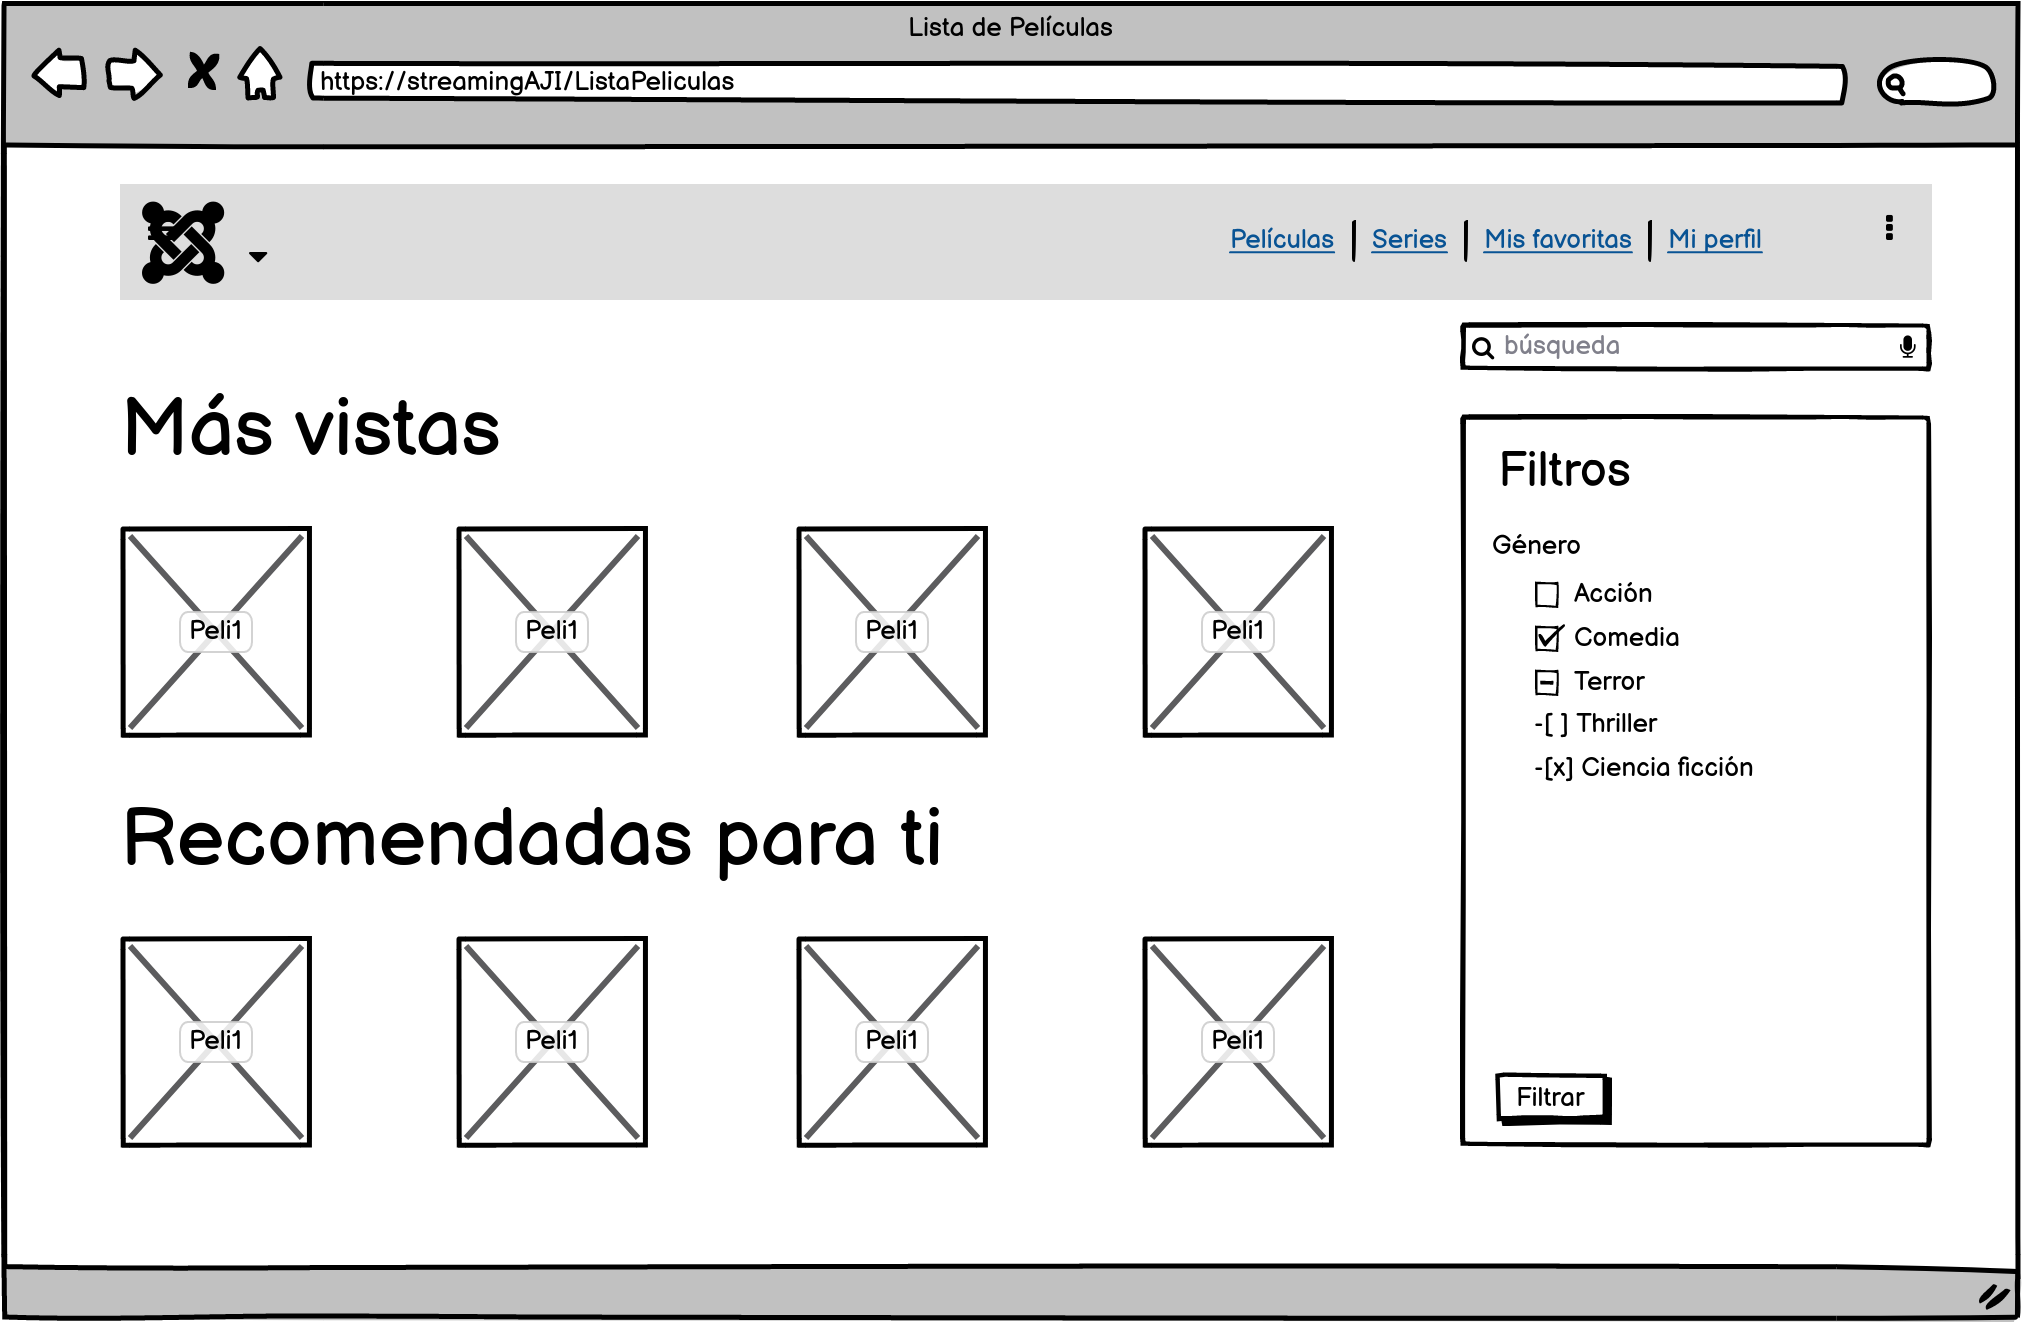 Lista de Películas
https://streamingAJI/ListaPeliculas
Películas | Series | Mis favoritas | Mi perfil
búsqueda
Más vistas
Peli1 Peli1 Peli1 Peli1
Recomendadas para ti
Peli1 Peli1 Peli1 Peli1
Filtros
Género
Acción
Comedia
Terror
-[ ] Thriller
-[x] Ciencia ficción
Filtrar